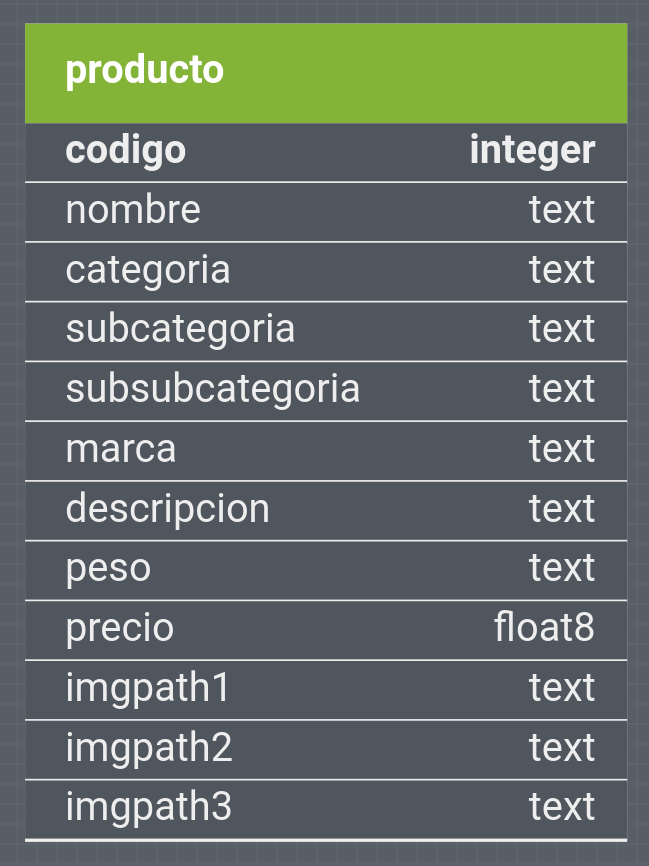 producto
codigo integer
nombre text
categoria text
subcategoria text
subsubcategoria text
marca text
descripcion text
peso text
precio float8
imgpath1 text
imgpath2 text
imgpath3 text